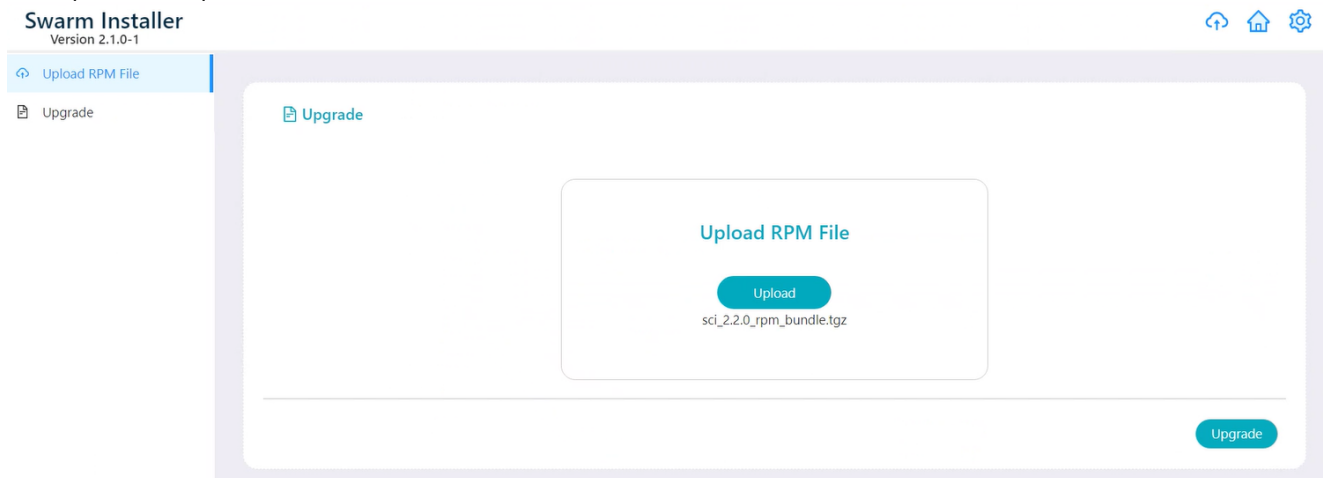 Swarm Installer
Version 2.1.0-1
Upload RPM File
Upgrade
Upgrade
Upload RPM File
Upload
sci_2.2.0_rpm_bundle.tgz
Upgrade